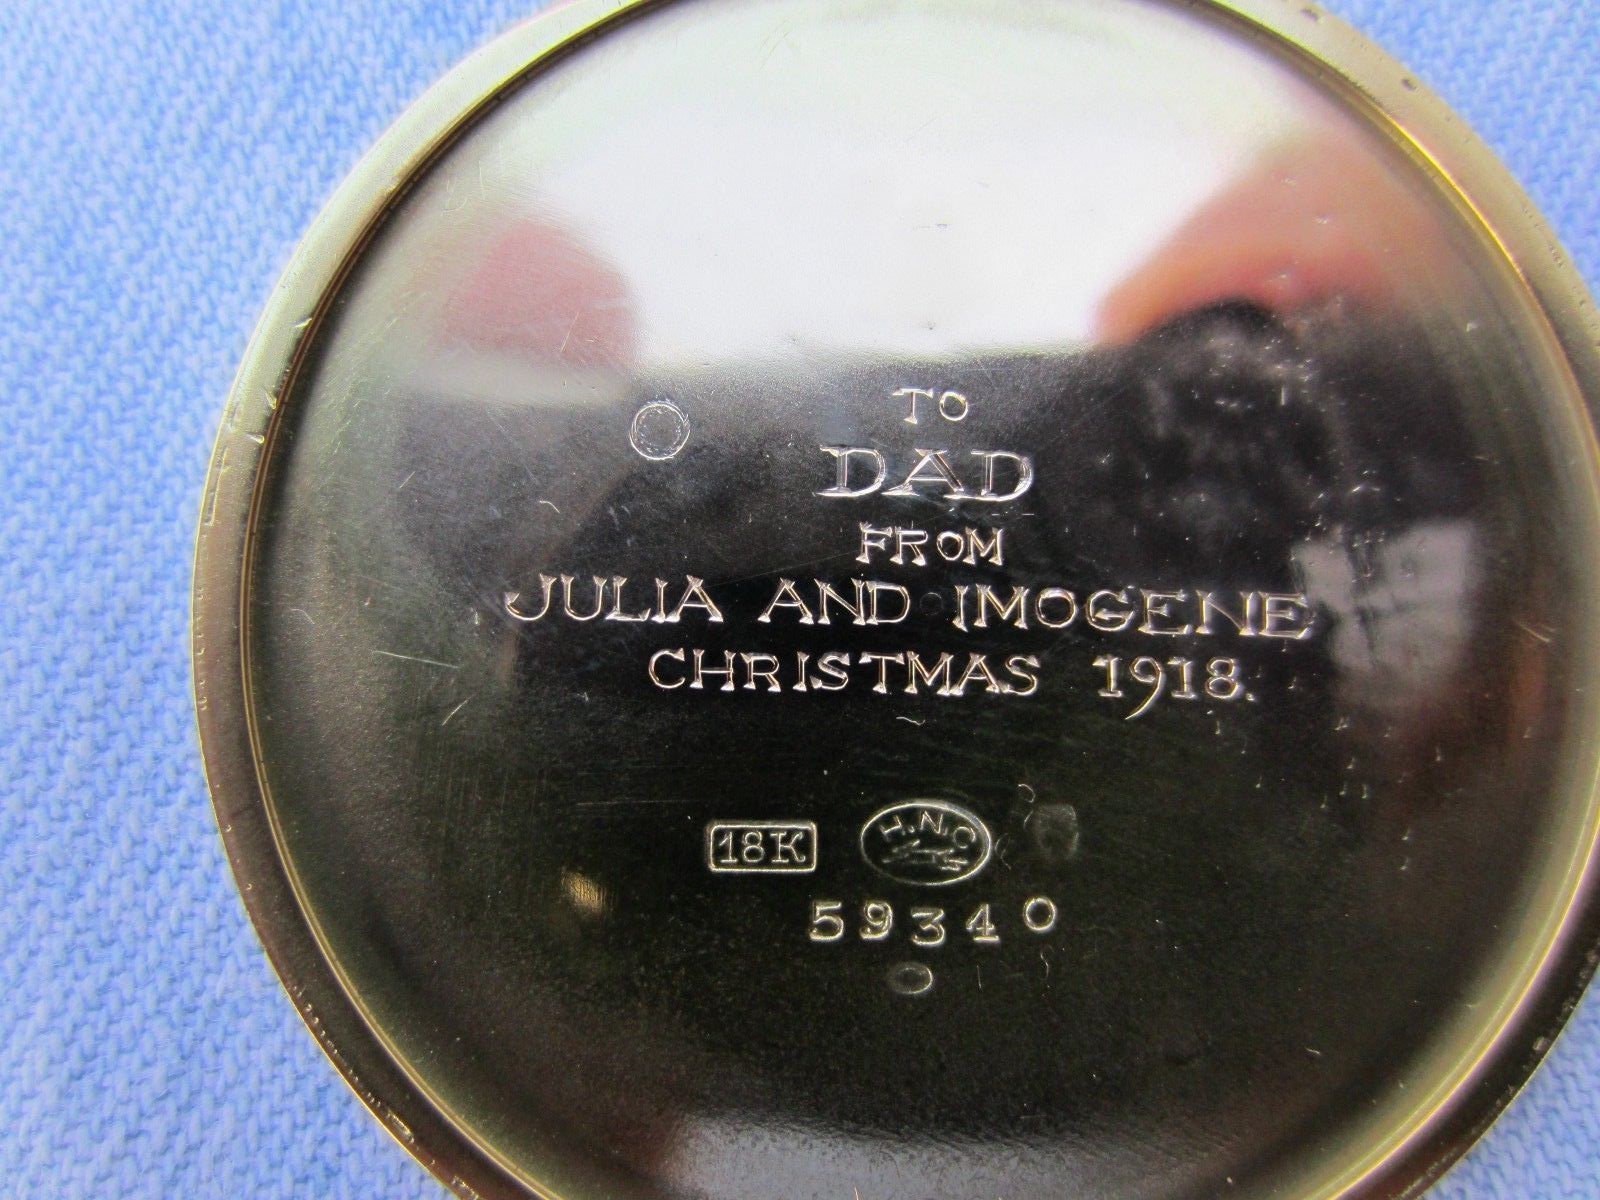 TO
DAD
FROM
JULIA AND IMOGENE
CHRISTMAS 1918.
18K H.N.O
59340